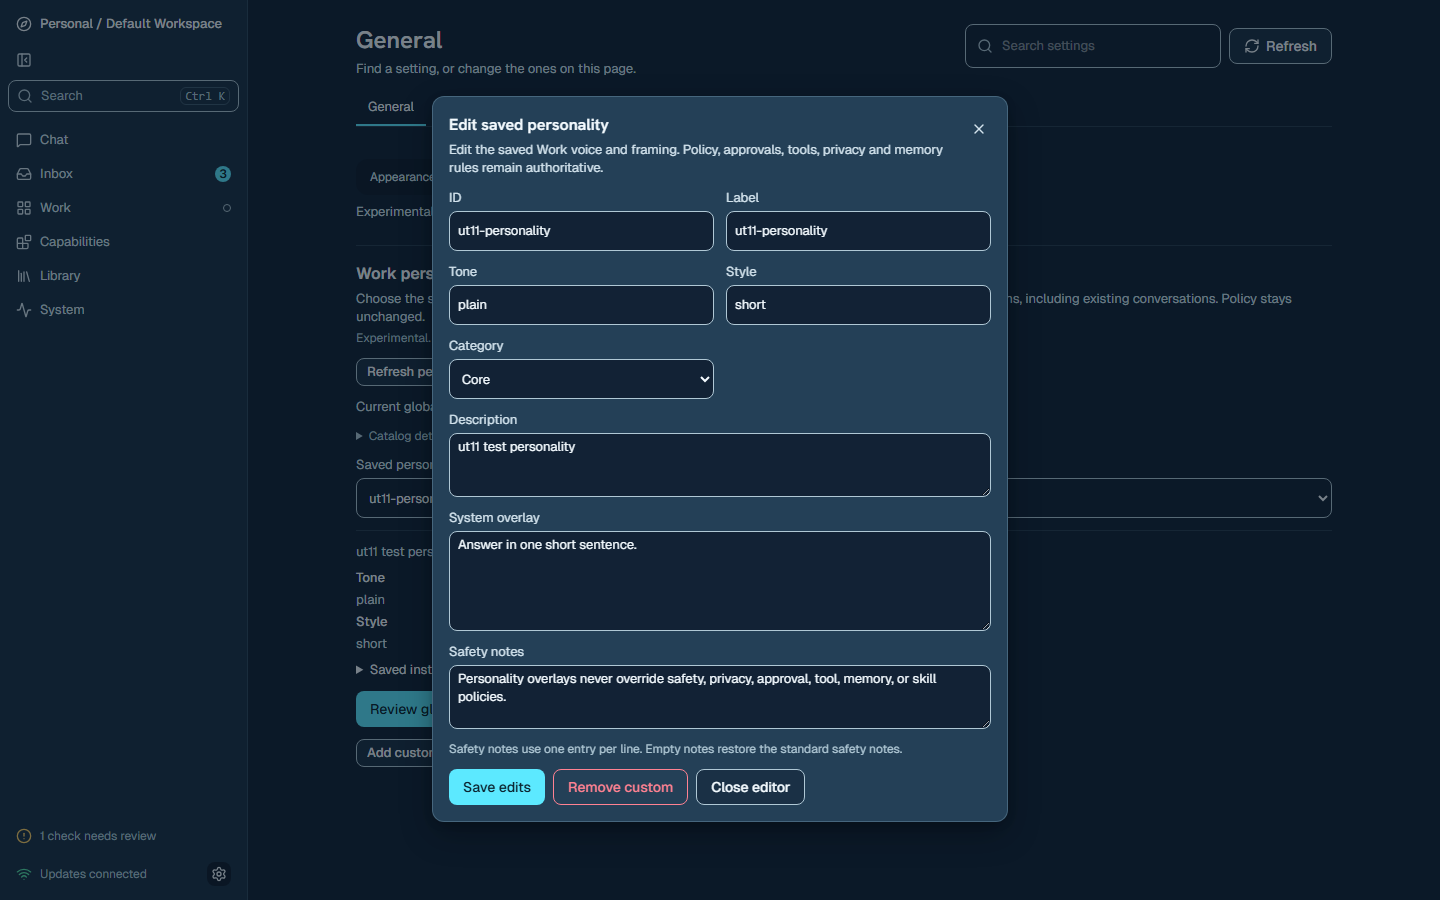 Personal / Default Workspace
Search
Ctrl K
Chat
Inbox
3
Work
Capabilities
Library
System
1 check needs review
Updates connected
General
Find a setting, or change the ones on this page.
Search settings
Refresh
General
Appearance
Experimental
Work pers
Choose the s
ns, including existing conversations. Policy stays
unchanged.
Experimental.
Refresh pe
Current globa
Catalog det
Saved person
ut11-person
ut11 test pers
Tone
plain
Style
short
Saved inst
Review gl
Add custon
Edit saved personality
Edit the saved Work voice and framing. Policy, approvals, tools, privacy and memory
rules remain authoritative.
ID
Label
ut11-personality
ut11-personality
Tone
Style
plain
short
Category
Core
Description
ut11 test personality
System overlay
Answer in one short sentence.
Safety notes
Personality overlays never override safety, privacy, approval, tool, memory, or skill
policies.
Safety notes use one entry per line. Empty notes restore the standard safety notes.
Save edits
Remove custom
Close editor